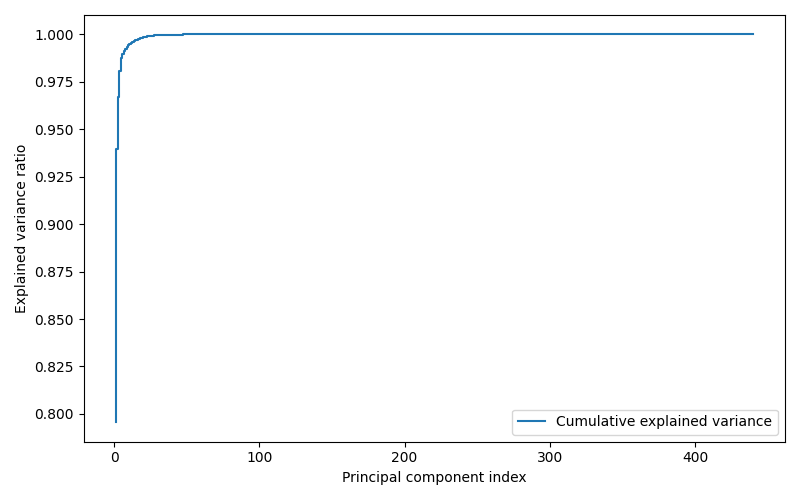 1.000
0.975
0.950
0.925
0.900
0.875
0.850
0.825
0.800
Explained variance ratio
Cumulative explained variance
0 100 200 300 400
Principal component index